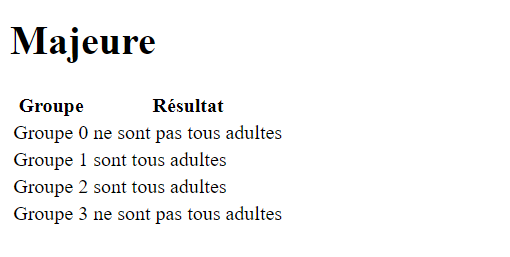 Majeure
Groupe Résultat
Groupe 0 ne sont pas tous adultes
Groupe 1 sont tous adultes
Groupe 2 sont tous adultes
Groupe 3 ne sont pas tous adultes